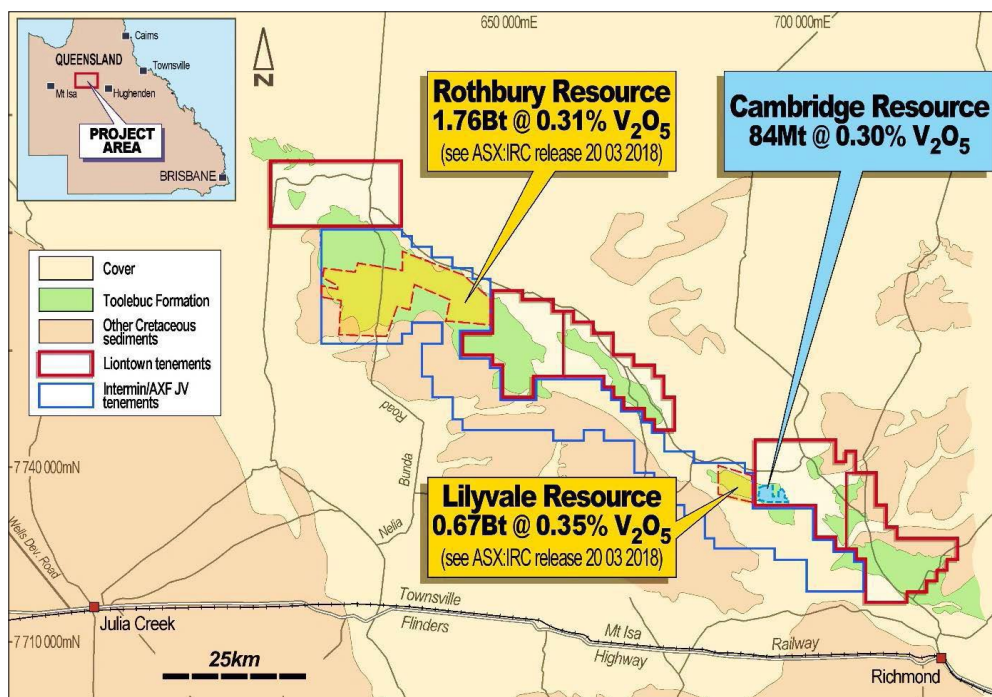 650 000mE
700 000mE
Cairns
QUEENSLAND
Townsville
Mt Isa
Hughenden
PROJECT
AREA
BRISBANE
N
Rothbury Resource
1.76Bt @ 0.31% V₂O₅
(see ASX:IRC release 20 03 2018)
Cambridge Resource
84Mt @ 0.30% V₂O₅
Cover
Toolebuc Formation
Other Cretaceous
sediments
Liontown tenements
Intermin/AXF JV
tenements
Road
Bunda
Nelia
7 740 000mN
Lilyvale Resource
0.67Bt @ 0.35% V₂O₅
(see ASX:IRC release 20 03 2018)
Wells Dev. Road
Julia Creek
Townsville
Flinders
Mt Isa
Highway
Railway
7 710 000mN
25km
Richmond